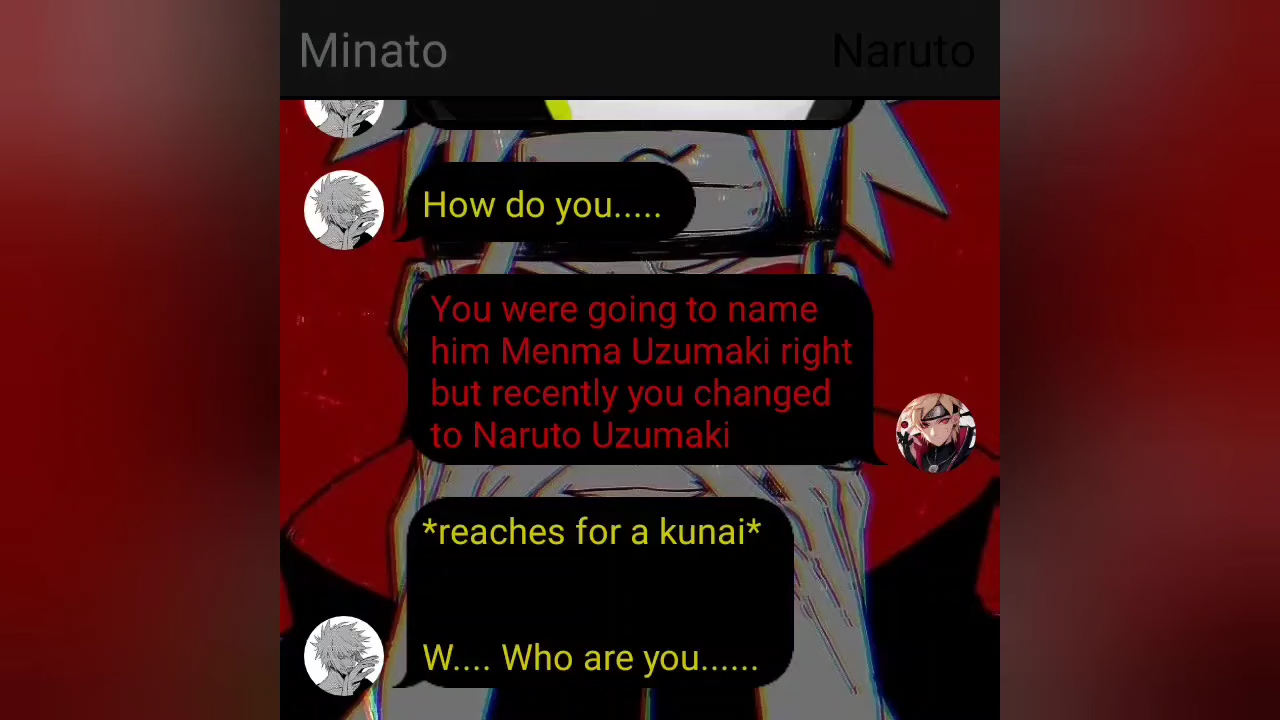 Minato
Naruto
How do you.....
You were going to name
him Menma Uzumaki right
but recently you changed
to Naruto Uzumaki
*reaches for a kunai*
W.... Who are you......